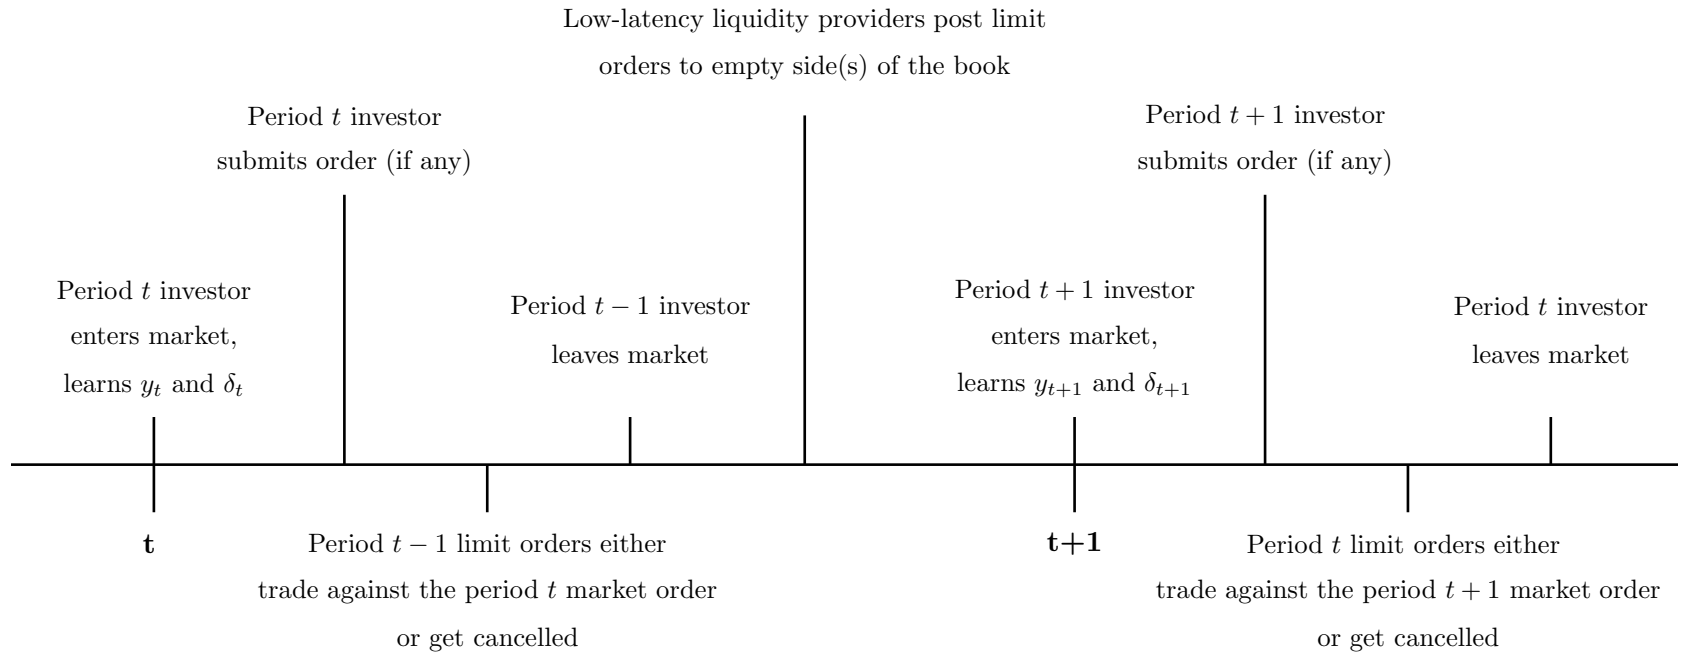 Low-latency liquidity providers post limit
orders to empty side(s) of the book
Period t investor
submits order (if any)
Period t + 1 investor
submits order (if any)
Period t investor
enters market,
learns y_t and δ_t
Period t − 1 investor
leaves market
Period t + 1 investor
enters market,
learns y_{t+1} and δ_{t+1}
Period t investor
leaves market
t
Period t − 1 limit orders either
trade against the period t market order
or get cancelled
t+1
Period t limit orders either
trade against the period t + 1 market order
or get cancelled